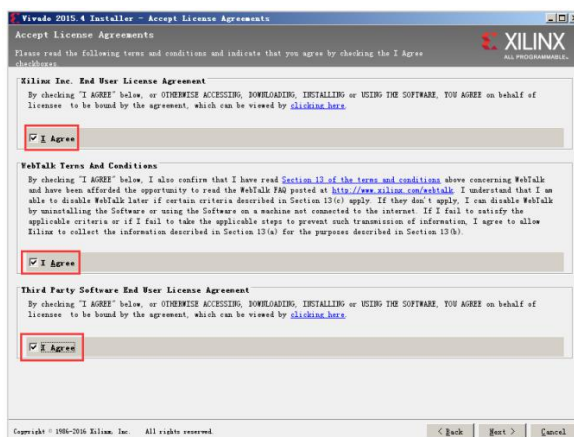 Vivado 2015.4 Installer - Accept License Agreements
Accept License Agreements
Please read the following terms and conditions and indicate that you agree by checking the I Agree
checkboxes.
XILINX
ALL PROGRAMMABLE.
Xilinx Inc. End User License Agreement
By checking "I AGREE" below, or OTHERWISE ACCESSING, DOWNLOADING, INSTALLING or USING THE SOFTWARE, YOU AGREE on behalf of
licensee to be bound by the agreement, which can be viewed by clicking here.
I Agree
WebTalk Terms And Conditions
By checking "I AGREE" below, I also confirm that I have read Section 13 of the terms and conditions above concerning WebTalk
and have been afforded the opportunity to read the WebTalk FAQ posted at http://www.xilinx.com/webtalk. I understand that I am
able to disable WebTalk later if certain criteria described in Section 13(c) apply. If they don't apply, I can disable WebTalk
by uninstalling the Software or using the Software on a machine not connected to the internet. If I fail to satisfy the
applicable criteria or if I fail to take the applicable steps to prevent such transmission of information, I agree to allow
Xilinx to collect the information described in Section 13(a) for the purposes described in Section 13(b).
I Agree
Third Party Software End User License Agreement
By checking "I AGREE" below, or OTHERWISE ACCESSING, DOWNLOADING, INSTALLING or USING THE SOFTWARE, YOU AGREE on behalf of
licensee to be bound by the agreement, which can be viewed by clicking here.
I Agree
Copyright © 1986-2016 Xilinx, Inc. All rights reserved.
< Back Next > Cancel